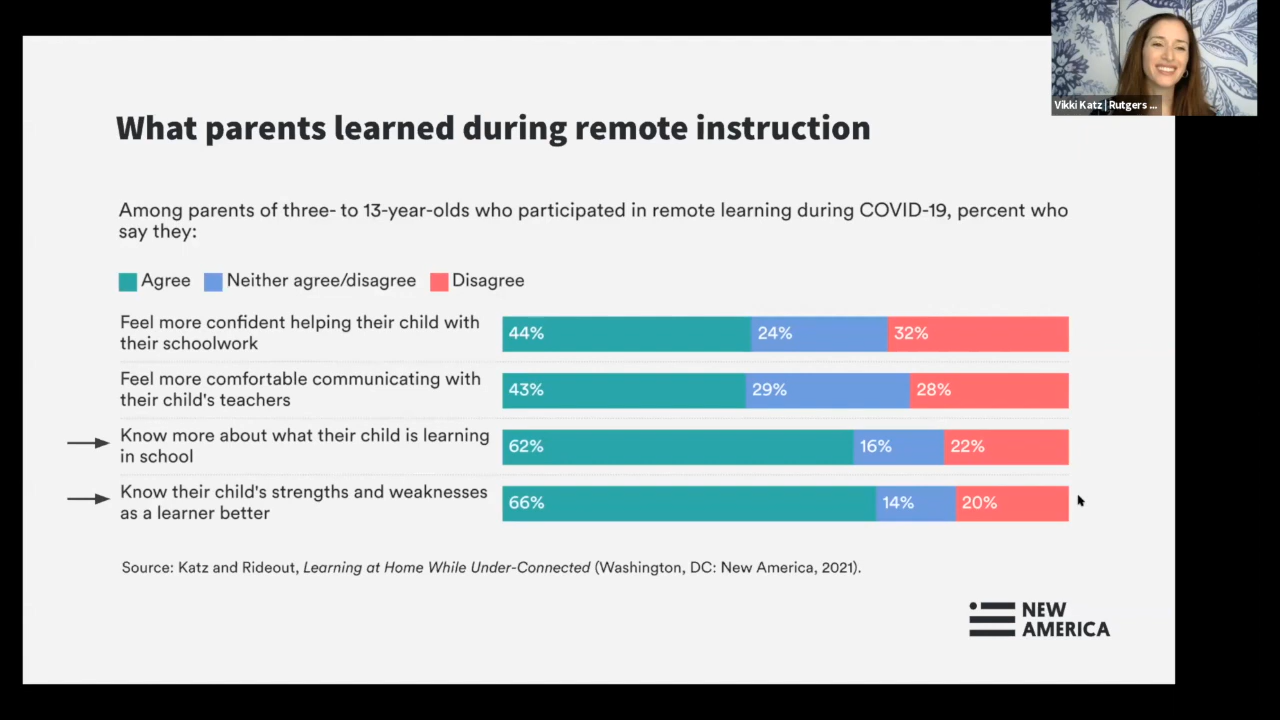 Vikki Katz | Rutgers ...
What parents learned during remote instruction
Among parents of three- to 13-year-olds who participated in remote learning during COVID-19, percent who
say they:
Agree Neither agree/disagree Disagree
Feel more confident helping their child with
their schoolwork
44% 24% 32%
Feel more comfortable communicating with
their child's teachers
43% 29% 28%
Know more about what their child is learning
in school
62% 16% 22%
Know their child's strengths and weaknesses
as a learner better
66% 14% 20%
Source: Katz and Rideout, Learning at Home While Under-Connected (Washington, DC: New America, 2021).
NEW
AMERICA